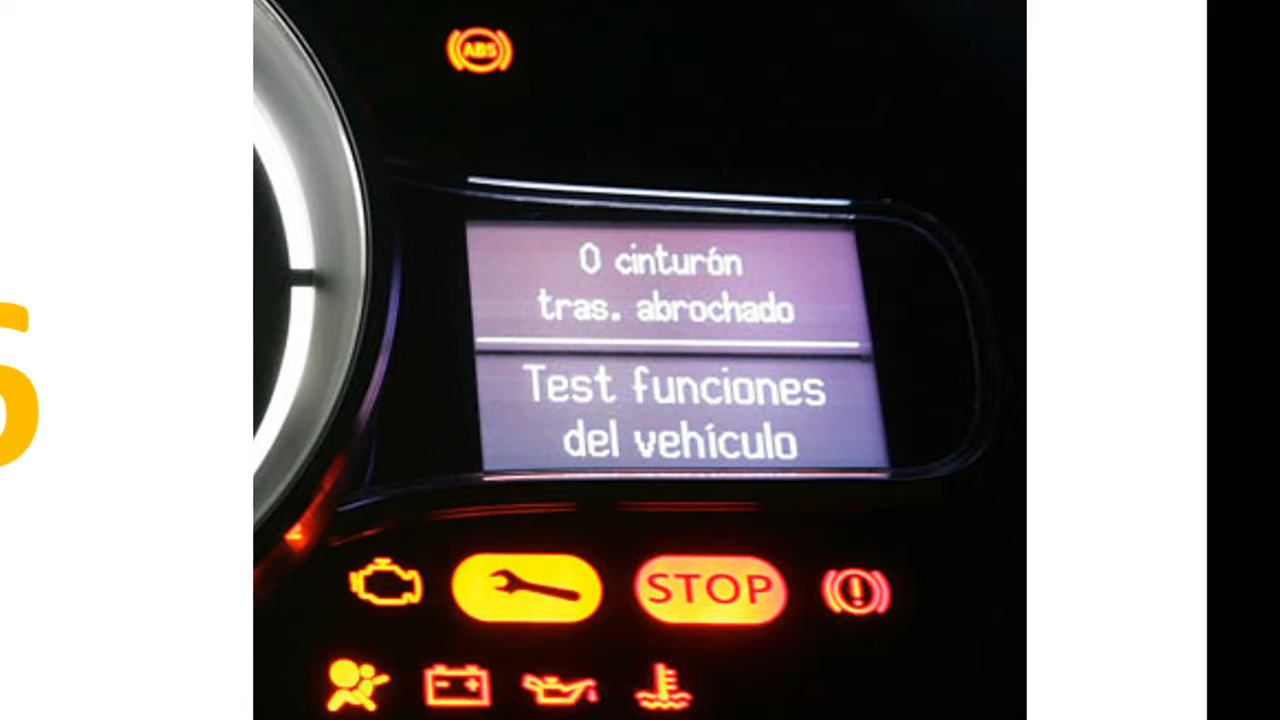 ABS
0 cinturón
tras. abrochado
Test funciones
del vehículo
STOP